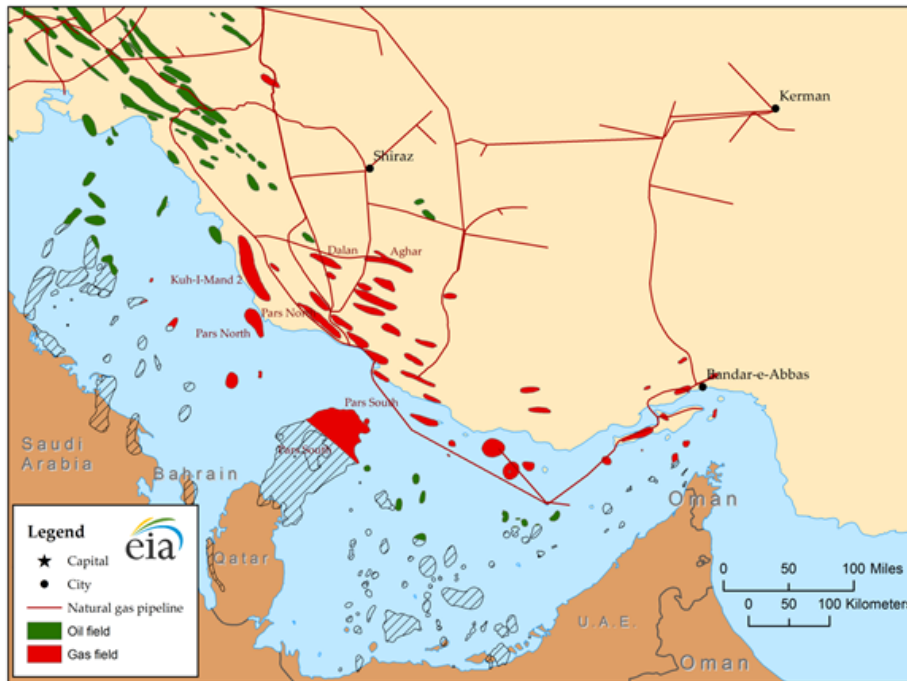 Kerman
Shiraz
Dalan
Aghar
Kuh-I-Mand 2
Pars North
Pars North
Bandar-e-Abbas
Pars South
Pars South
Saudi
Arabia
Bahrain
Qatar
Oman
U.A.E.
Oman
Legend
eia
Capital
City
Natural gas pipeline
Oil field
Gas field
0 50 100 Miles
0 50 100 Kilometers